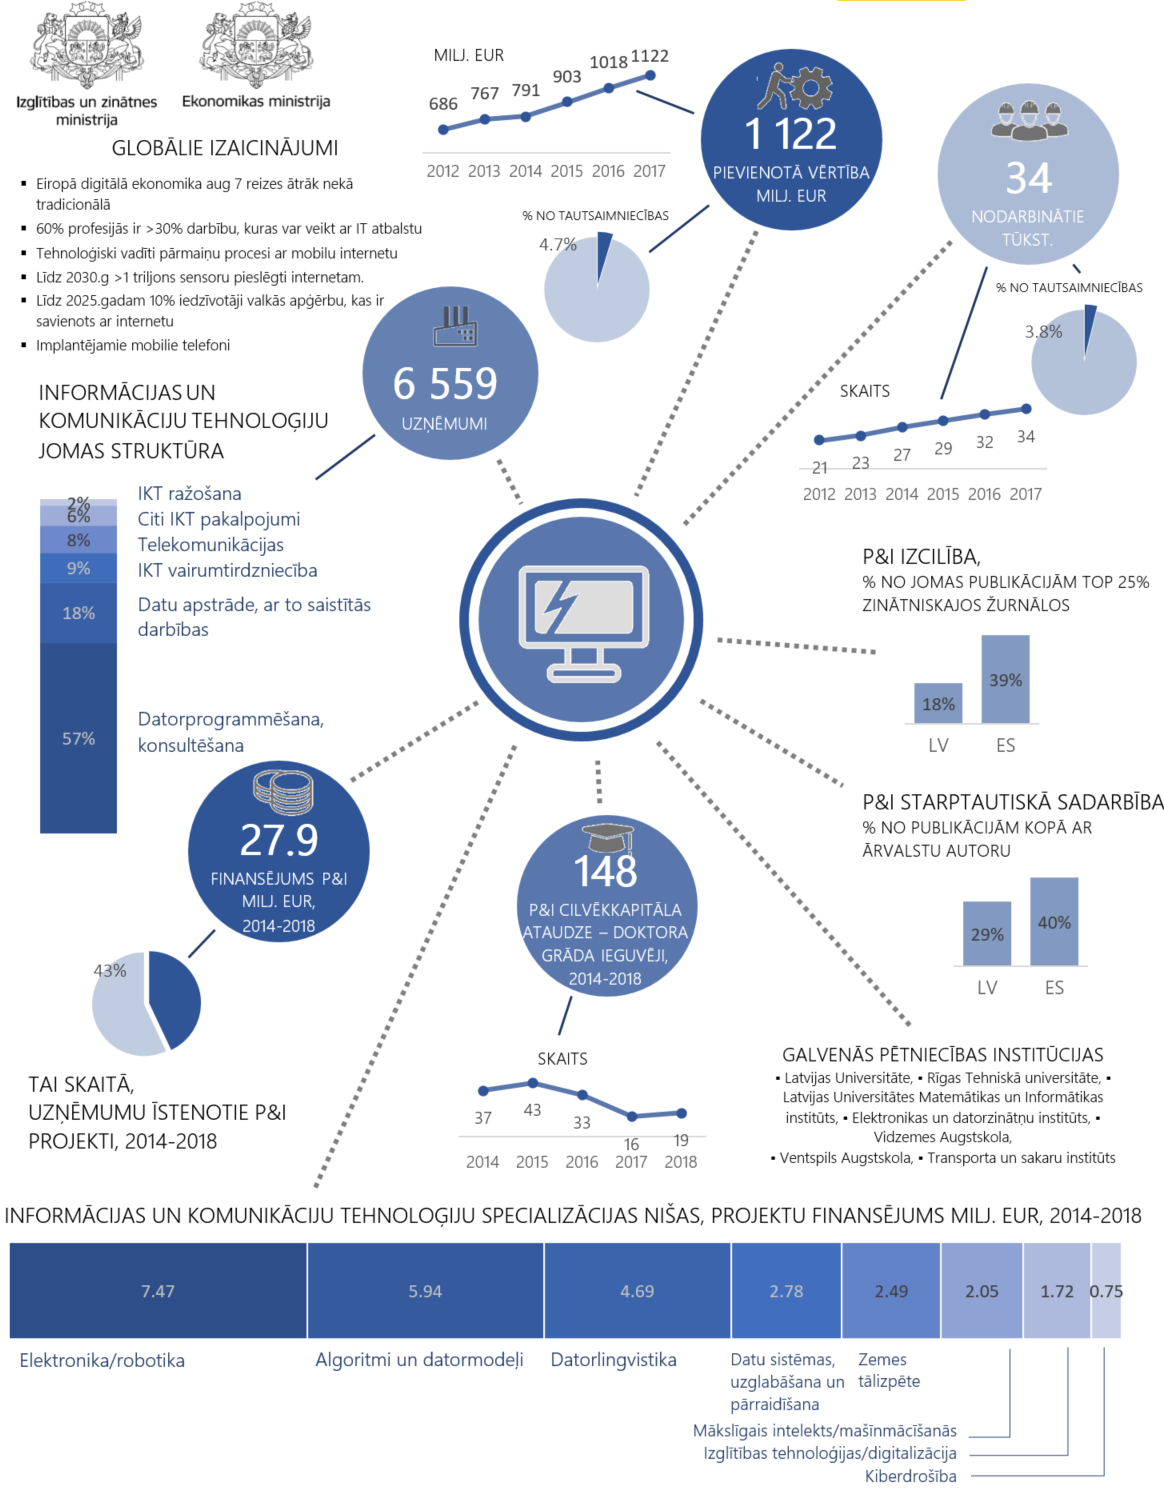 Izglītības un zinātnes
ministrija
Ekonomikas ministrija
GLOBĀLIE IZAICINĀJUMI
▪ Eiropā digitālā ekonomika aug 7 reizes ātrāk nekā
tradicionālā
▪ 60% profesijās ir >30% darbību, kuras var veikt ar IT atbalstu
▪ Tehnoloģiski vadīti pārmaiņu procesi ar mobilu internetu
▪ Līdz 2030.g >1 triljons sensoru pieslēgti internetam.
▪ Līdz 2025.gadam 10% iedzīvotāji valkās apģērbu, kas ir
savienots ar internetu
▪ Implantējamie mobilie telefoni
MILJ. EUR
686 767 791 903 1018 1122
2012 2013 2014 2015 2016 2017
1 122
PIEVIENOTĀ VĒRTĪBA
MILJ. EUR
% NO TAUTSAIMNIECĪBAS
4.7%
34
NODARBINĀTIE
TŪKST.
% NO TAUTSAIMNIECĪBAS
3.8%
SKAITS
21 23 27 29 32 34
2012 2013 2014 2015 2016 2017
6 559
UZŅĒMUMI
INFORMĀCIJAS UN
KOMUNIKĀCIJU TEHNOLOĢIJU
JOMAS STRUKTŪRA
2% IKT ražošana
6% Citi IKT pakalpojumi
8% Telekomunikācijas
9% IKT vairumtirdzniecība
18% Datu apstrāde, ar to saistītās
darbības
57% Datorprogrammēšana,
konsultēšana
P&I IZCILĪBA,
% NO JOMAS PUBLIKĀCIJĀM TOP 25%
ZINĀTNISKAJOS ŽURNĀLOS
18% 39%
LV ES
P&I STARPTAUTISKĀ SADARBĪBA
% NO PUBLIKĀCIJĀM KOPĀ AR
ĀRVALSTU AUTORU
29% 40%
LV ES
27.9
FINANSĒJUMS P&I
MILJ. EUR,
2014-2018
43%
TAI SKAITĀ,
UZŅĒMUMU ĪSTENOTIE P&I
PROJEKTI, 2014-2018
148
P&I CILVĒKKAPITĀLA
ATAUDZE – DOKTORA
GRĀDA IEGUVĒJI,
2014-2018
SKAITS
37 43 33 16 19
2014 2015 2016 2017 2018
GALVENĀS PĒTNIECĪBAS INSTITŪCIJAS
▪ Latvijas Universitāte, ▪ Rīgas Tehniskā universitāte, ▪
Latvijas Universitātes Matemātikas un Informātikas
institūts, ▪ Elektronikas un datorzinātņu institūts, ▪
Vidzemes Augstskola,
▪ Ventspils Augstskola, ▪ Transporta un sakaru institūts
INFORMĀCIJAS UN KOMUNIKĀCIJU TEHNOLOĢIJU SPECIALIZĀCIJAS NIŠAS, PROJEKTU FINANSĒJUMS MILJ. EUR, 2014-2018
7.47 5.94 4.69 2.78 2.49 2.05 1.72 0.75
Elektronika/robotika
Algoritmi un datormodeļi
Datorlingvistika
Datu sistēmas,
uzglabāšana un
pārraidīšana
Zemes
tālizpēte
Mākslīgais intelekts/mašīnmācīšanās
Izglītības tehnoloģijas/digitalizācija
Kiberdrošība